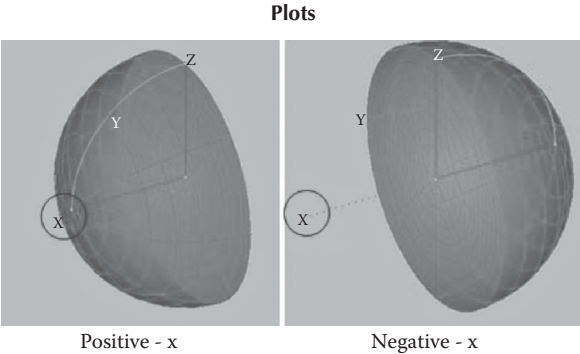 Plots
Z
Y
X
Z
Y
X
Positive - x
Negative - x